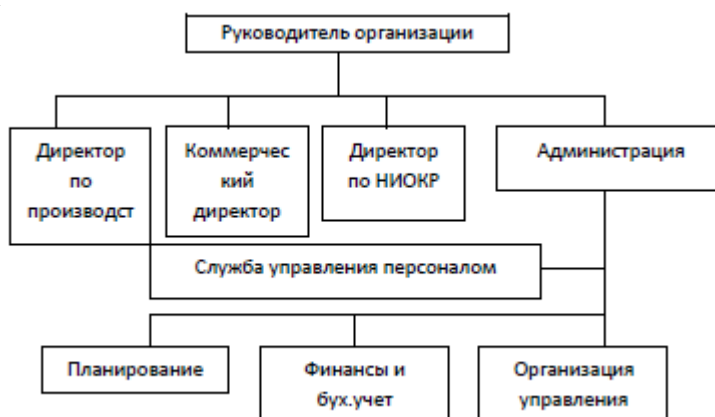 Руководитель организации
Директор
по
производст
Коммерчес
кий
директор
Директор
по НИОКР
Администрация
Служба управления персоналом
Планирование
Финансы и
бух.учет
Организация
управления